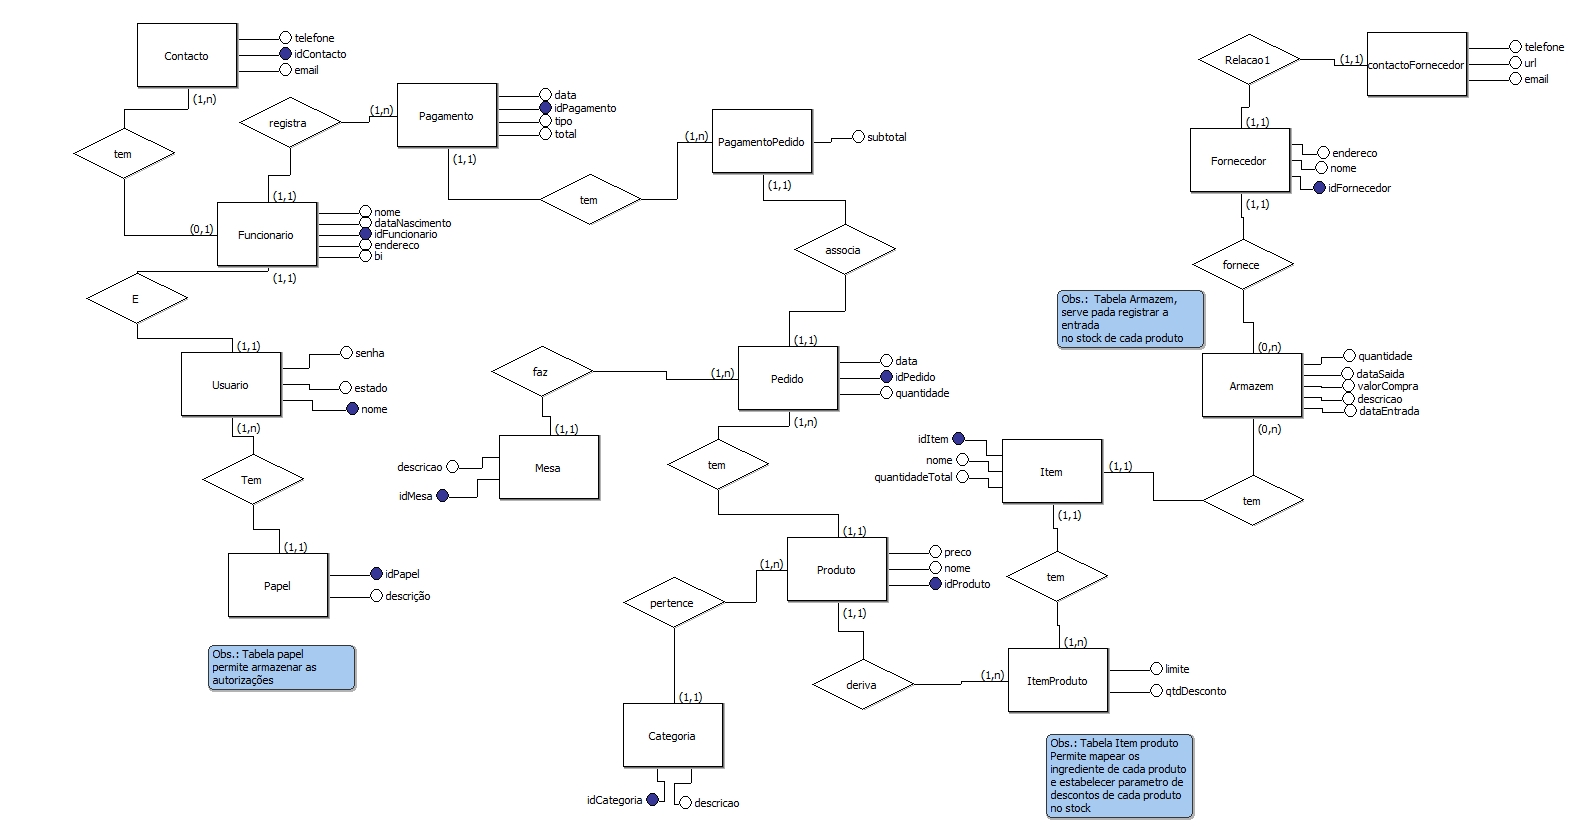 Contacto
telefone
idContacto
email
(1,n)
tem
registra
(1,n)
Pagamento
data
idPagamento
tipo
total
(1,1)
tem
(1,n)
PagamentoPedido
subtotal
(1,1)
associa
(1,1)
Funcionario
(0,1)
nome
dataNascimento
idFuncionario
endereco
bi
(1,1)
E
(1,1)
Usuario
senha
estado
nome
(1,n)
Tem
(1,1)
Papel
idPapel
descrição
Obs.: Tabela papel
permite armazenar as
autorizações
faz
(1,n)
(1,1)
Mesa
descricao
idMesa
(1,1)
Pedido
data
idPedido
quantidade
(1,n)
tem
(1,1)
Produto
preco
nome
idProduto
(1,n)
pertence
(1,1)
Categoria
idCategoria
descricao
(1,1)
deriva
(1,n)
ItemProduto
limite
qtdDesconto
(1,n)
tem
(1,1)
Item
idItem
nome
quantidadeTotal
(1,1)
tem
(0,n)
Armazem
quantidade
dataSaida
valorCompra
descricao
dataEntrada
(0,n)
fornece
(1,1)
Fornecedor
endereco
nome
idFornecedor
(1,1)
Relacao1
(1,1)
contactoFornecedor
telefone
url
email
Obs.: Tabela Armazem,
serve pada registrar a
entrada
no stock de cada produto
Obs.: Tabela Item produto
Permite mapear os
ingrediente de cada produto
e estabelecer parametro de
descontos de cada produto
no stock